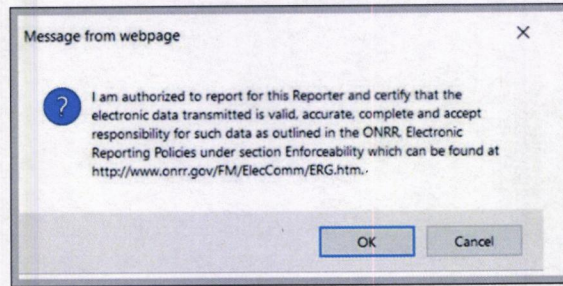 Message from webpage
I am authorized to report for this Reporter and certify that the
electronic data transmitted is valid, accurate, complete and accept
responsibility for such data as outlined in the ONRR, Electronic
Reporting Policies under section Enforceability which can be found at
http://www.onrr.gov/FM/ElecComm/ERG.htm.
OK Cancel